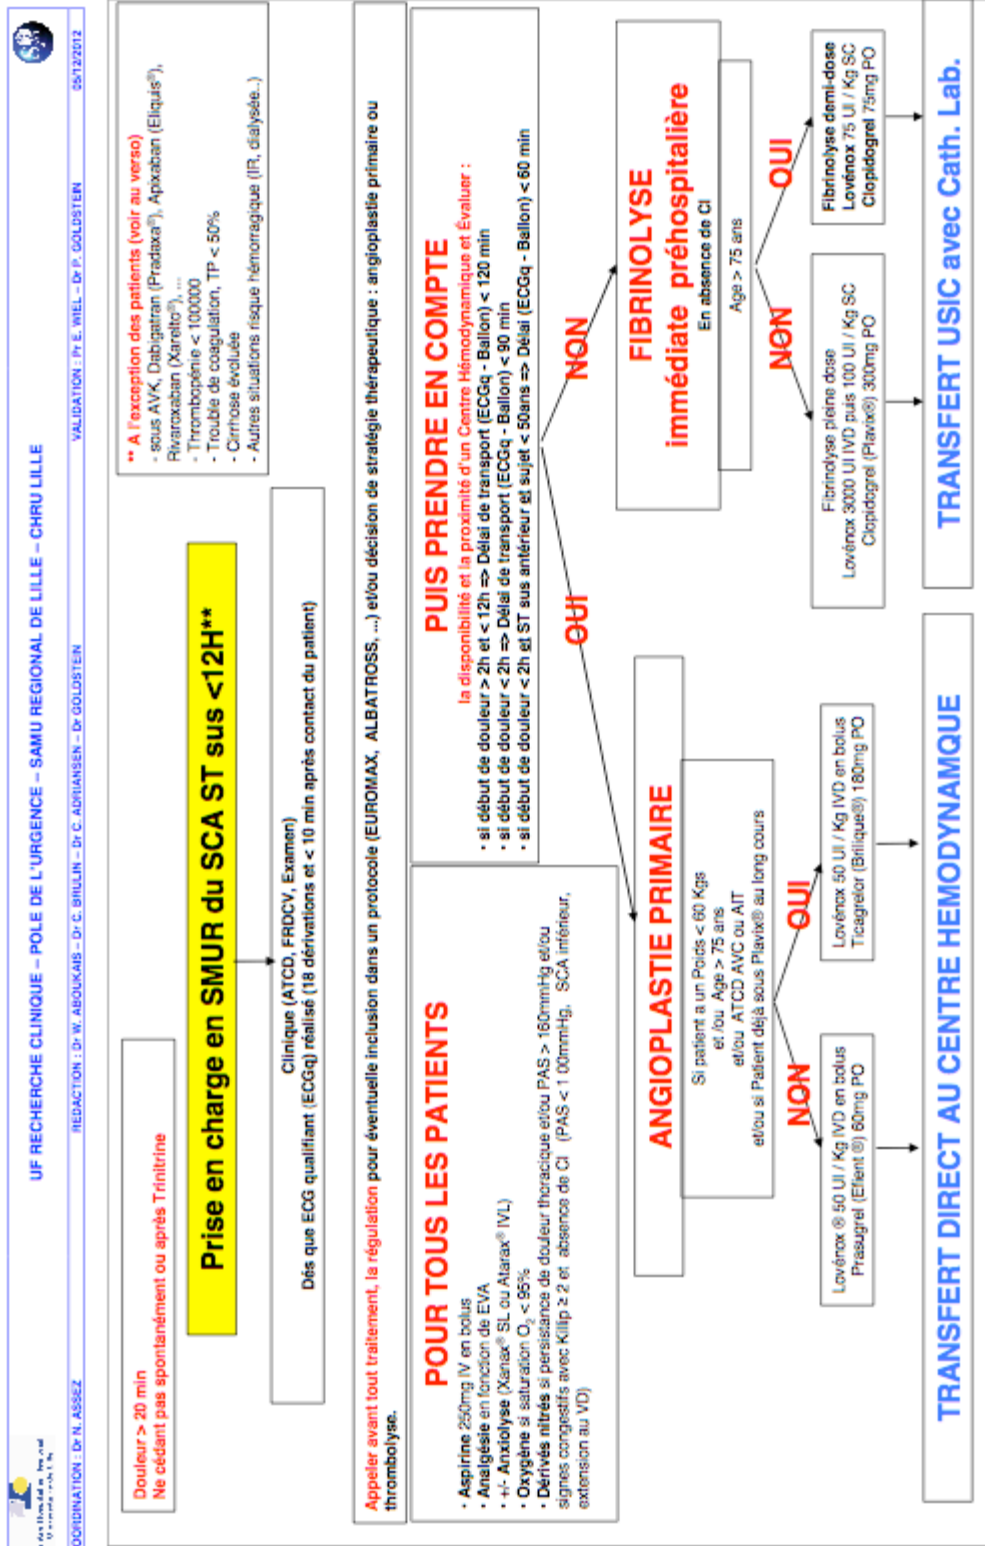 UF RECHERCHE CLINIQUE – POLE DE L'URGENCE – SAMU REGIONAL DE LILLE – CHRU LILLE
OORDINATION : Dr N. ASSEZ
REDACTION : Dr W. ABOUKAIS – Dr C. BRULIN – Dr C. ADRIANSEN – Dr GOLDSTEIN
VALIDATION : Pr E. WIEL – Dr P. GOLDSTEIN
05/12/2012
Douleur > 20 min
Ne cédant pas spontanément ou après Trinitrine
Prise en charge en SMUR du SCA ST sus <12H**
** A l'exception des patients (voir au verso)
- sous AVK, Dabigatran (Pradaxa®), Apixaban (Eliquis®),
Rivaroxaban (Xarelto®), ...
- Thrombopénie < 100000
- Trouble de coagulation, TP < 50%
- Cirrhose évoluée
- Autres situations risque hémorragique (IR, dialysée..)
Clinique (ATCD, FRDCV, Examen)
Dès que ECG qualifiant (ECGq) réalisé (18 dérivations et < 10 min après contact du patient)
Appeler avant tout traitement, la régulation pour éventuelle inclusion dans un protocole (EUROMAX, ALBATROSS, ...) et/ou décision de stratégie thérapeutique : angioplastie primaire ou
thrombolyse.
POUR TOUS LES PATIENTS
• Aspirine 250mg IV en bolus
• Analgésie en fonction de EVA
• +/- Anxiolyse (Xanax® SL ou Atarax® IVL)
• Oxygène si saturation O2 < 95%
• Dérivés nitrés si persistance de douleur thoracique et/ou PAS > 160mmHg et/ou
signes congestifs avec Killip ≥ 2 et absence de CI (PAS < 1 00mmHg, SCA inférieur,
extension au VD)
PUIS PRENDRE EN COMPTE
la disponibilité et la proximité d'un Centre Hémodynamique et Évaluer :
• si début de douleur > 2h et < 12h => Délai de transport (ECGq - Ballon) < 120 min
• si début de douleur < 2h => Délai de transport (ECGq - Ballon) < 90 min
• si début de douleur < 2h et ST sus antérieur et sujet < 50ans => Délai (ECGq - Ballon) < 60 min
OUI
NON
ANGIOPLASTIE PRIMAIRE
Si patient a un Poids < 60 Kgs
et /ou Age > 75 ans
et/ou ATCD AVC ou AIT
et/ou si Patient déjà sous Plavix® au long cours
NON
OUI
Lovénox ® 50 UI / Kg IVD en bolus
Prasugrel (Efient ®) 60mg PO
Lovénox 50 UI / Kg IVD en bolus
Ticagrelor (Brilique®) 180mg PO
TRANSFERT DIRECT AU CENTRE HEMODYNAMQUE
FIBRINOLYSE
immédiate préhospitalière
En absence de CI
Age > 75 ans
NON
OUI
Fibrinolyse pleine dose
Lovénox 3000 UI IVD puis 100 UI / Kg SC
Clopidogrel (Plavix®) 300mg PO
Fibrinolyse demi-dose
Lovénox 75 UI / Kg SC
Clopidogrel 75mg PO
TRANSFERT USIC avec Cath. Lab.